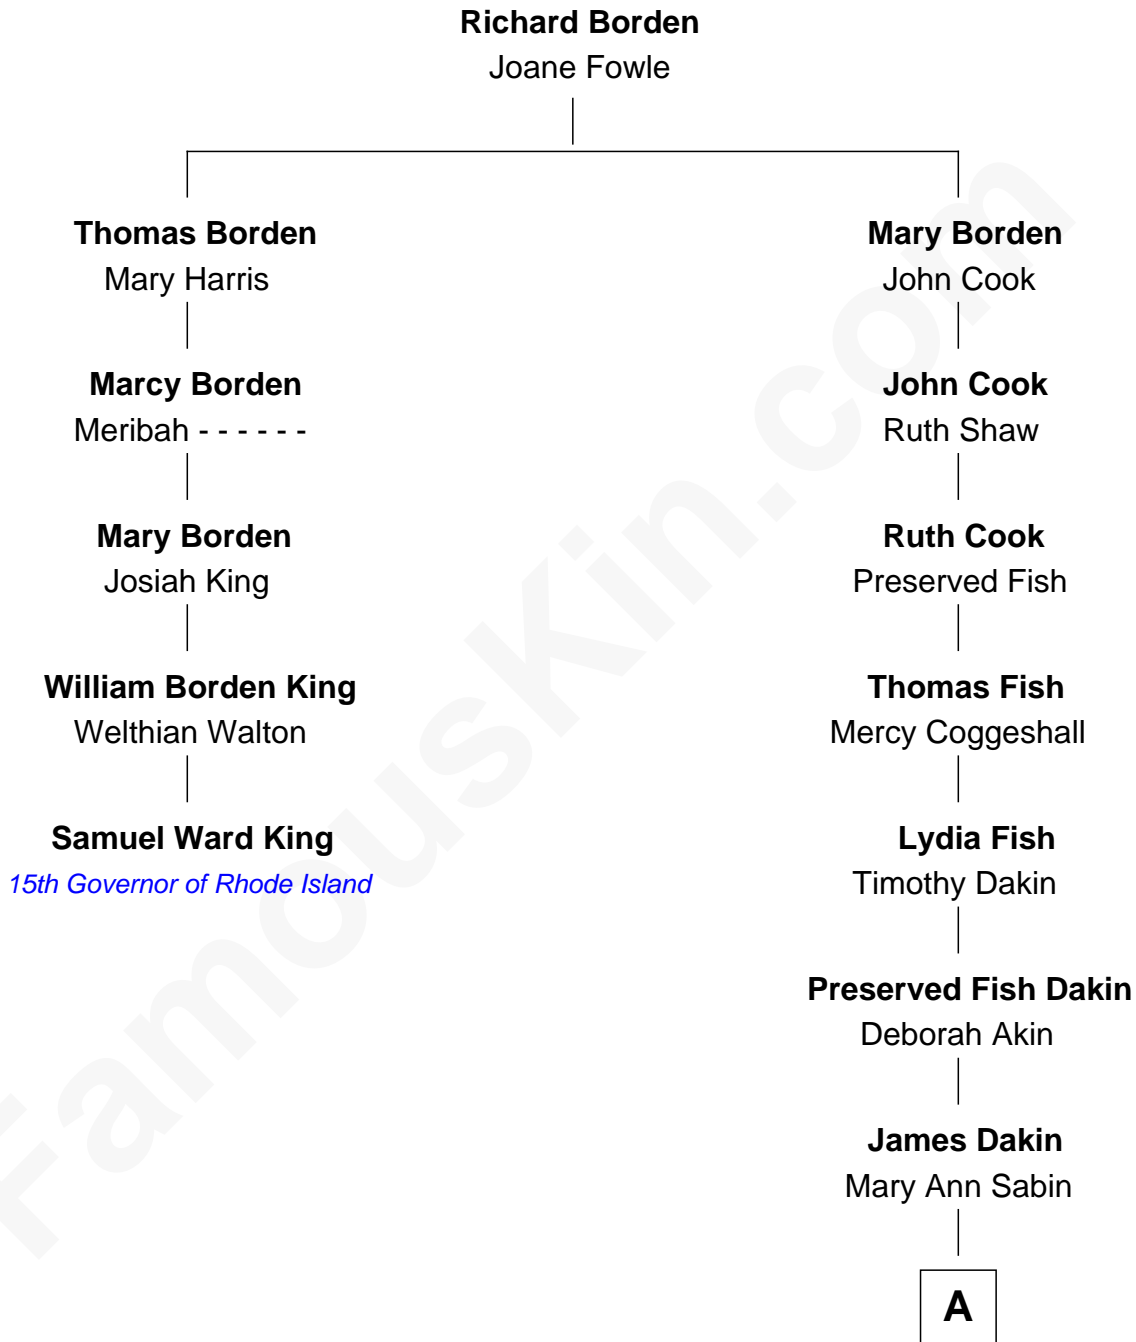 Richard Borden
Joane Fowle
Thomas Borden
Mary Harris
Marcy Borden
Meribah - - - - - -
Mary Borden
Josiah King
William Borden King
Welthian Walton
Samuel Ward King
15th Governor of Rhode Island
Mary Borden
John Cook
John Cook
Ruth Shaw
Ruth Cook
Preserved Fish
Thomas Fish
Mercy Coggeshall
Lydia Fish
Timothy Dakin
Preserved Fish Dakin
Deborah Akin
James Dakin
Mary Ann Sabin
A
FamousKin.com